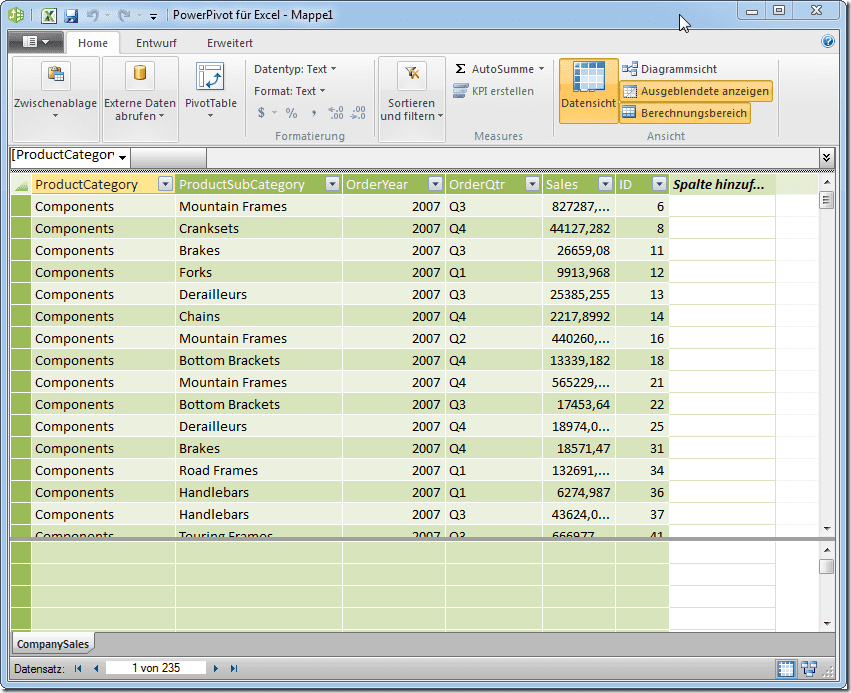 PowerPivot für Excel - Mappe1
Home Entwurf Erweitert
Zwischenablage
Externe Daten abrufen
PivotTable
Datentyp: Text
Format: Text
$ % , ,00 ,00
Formatierung
Sortieren und filtern
Σ AutoSumme
KPI erstellen
Measures
Datensicht
Diagrammsicht
Ausgeblendete anzeigen
Berechnungsbereich
Ansicht
[ProductCategor
ProductCategory ProductSubCategory OrderYear OrderQtr Sales ID Spalte hinzuf...
Components Mountain Frames 2007 Q3 827287,... 6
Components Cranksets 2007 Q4 44127,282 8
Components Brakes 2007 Q3 26659,08 11
Components Forks 2007 Q1 9913,968 12
Components Derailleurs 2007 Q3 25385,255 13
Components Chains 2007 Q4 2217,8992 14
Components Mountain Frames 2007 Q2 440260,... 16
Components Bottom Brackets 2007 Q4 13339,182 18
Components Mountain Frames 2007 Q4 565229,... 21
Components Bottom Brackets 2007 Q3 17453,64 22
Components Derailleurs 2007 Q4 18974,0... 25
Components Brakes 2007 Q4 18571,47 31
Components Road Frames 2007 Q1 132691,... 34
Components Handlebars 2007 Q1 6274,987 36
Components Handlebars 2007 Q3 43624,0... 37
Components Touring Frames 2007 Q3 666977,... 41
CompanySales
Datensatz: 1 von 235